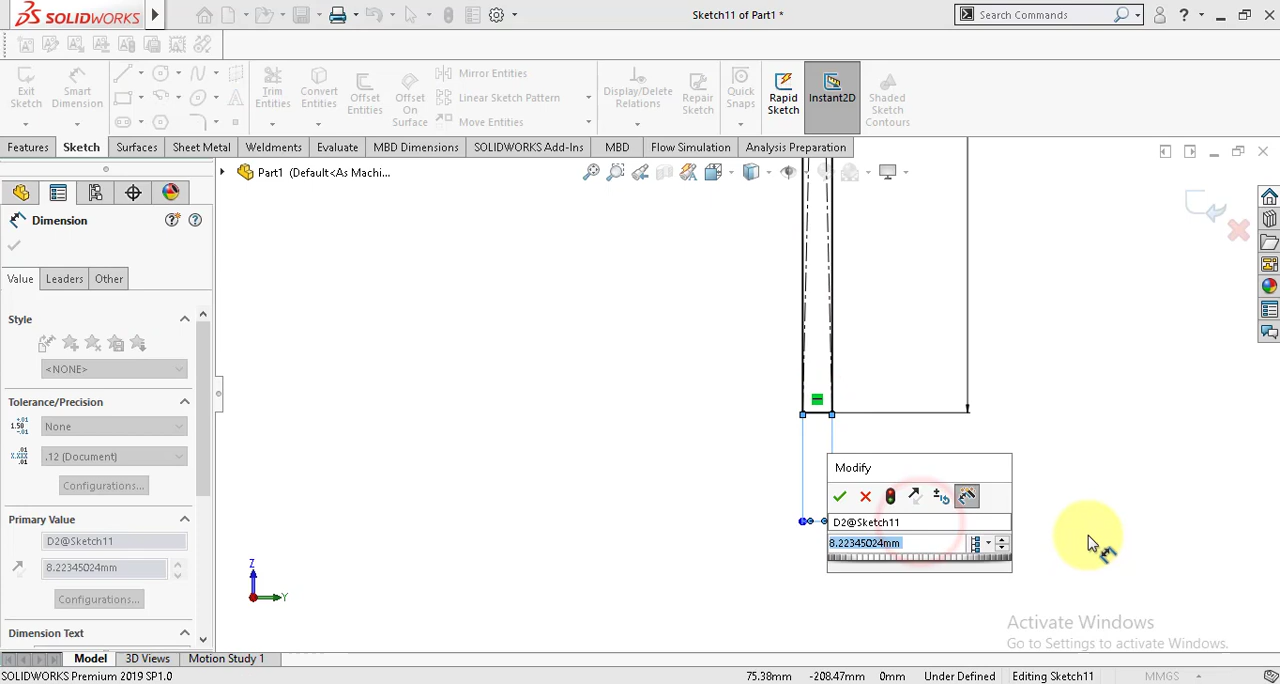 SOLIDWORKS
Sketch11 of Part1 *
Search Commands
Exit Sketch
Smart Dimension
Trim Entities
Convert Entities
Offset Entities
Offset On Surface
Mirror Entities
Linear Sketch Pattern
Move Entities
Display/Delete Relations
Repair Sketch
Quick Snaps
Rapid Sketch
Instant2D
Shaded Sketch Contours
Features
Sketch
Surfaces
Sheet Metal
Weldments
Evaluate
MBD Dimensions
SOLIDWORKS Add-Ins
MBD
Flow Simulation
Analysis Preparation
Part1 (Default<As Machi...
Dimension
Value
Leaders
Other
Style
<NONE>
Tolerance/Precision
None
.12 (Document)
Configurations...
Primary Value
D2@Sketch11
8.22345024mm
Configurations...
Dimension Text
Modify
D2@Sketch11
8.22345024mm
Z
Y
Activate Windows
Go to Settings to activate Windows.
Model
3D Views
Motion Study 1
SOLIDWORKS Premium 2019 SP1.0
75.38mm
-208.47mm
0mm
Under Defined
Editing Sketch11
MMGS